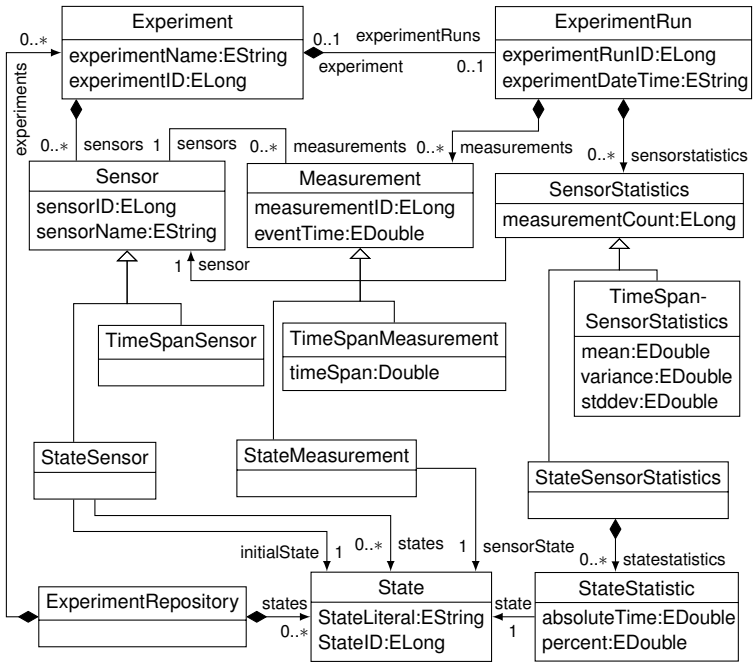 Experiment
experimentName:EString
experimentID:ELong
ExperimentRun
experimentRunID:ELong
experimentDateTime:EString
0..*
0..1
experimentRuns
experiment
0..1
experiments
0..*
sensors
1
sensors
0..*
measurements
0..*
measurements
0..*
sensorstatistics
Sensor
sensorID:ELong
sensorName:EString
Measurement
measurementID:ELong
eventTime:EDouble
SensorStatistics
measurementCount:ELong
1
sensor
TimeSpanSensor
TimeSpanMeasurement
timeSpan:Double
TimeSpan-
SensorStatistics
mean:EDouble
variance:EDouble
stddev:EDouble
StateSensor
StateMeasurement
StateSensorStatistics
initialState
1
0..*
states
1
sensorState
0..*
statestatistics
ExperimentRepository
states
0..*
State
StateLiteral:EString
StateID:ELong
state
1
StateStatistic
absoluteTime:EDouble
percent:EDouble